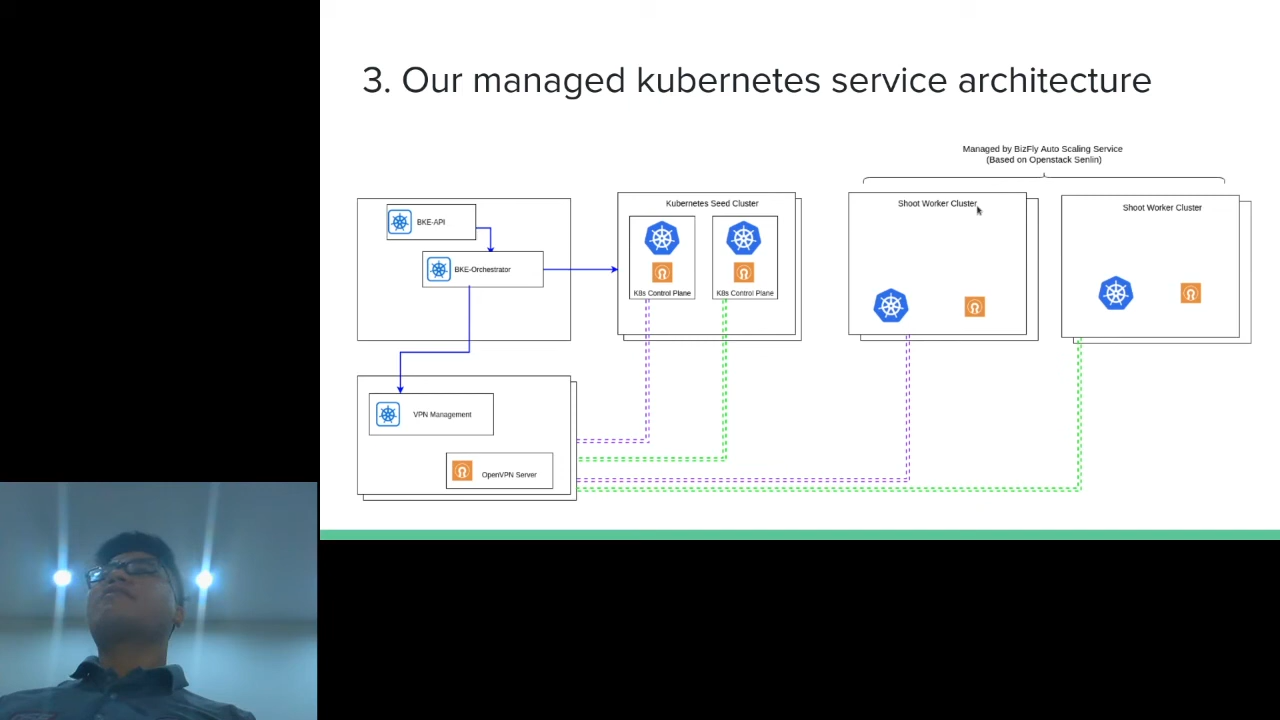 3. Our managed kubernetes service architecture
Managed by BizFly Auto Scaling Service
(Based on Openstack Senlin)
BKE-API
BKE-Orchestrator
Kubernetes Seed Cluster
K8s Control Plane
K8s Control Plane
Shoot Worker Cluster
Shoot Worker Cluster
VPN Management
OpenVPN Server